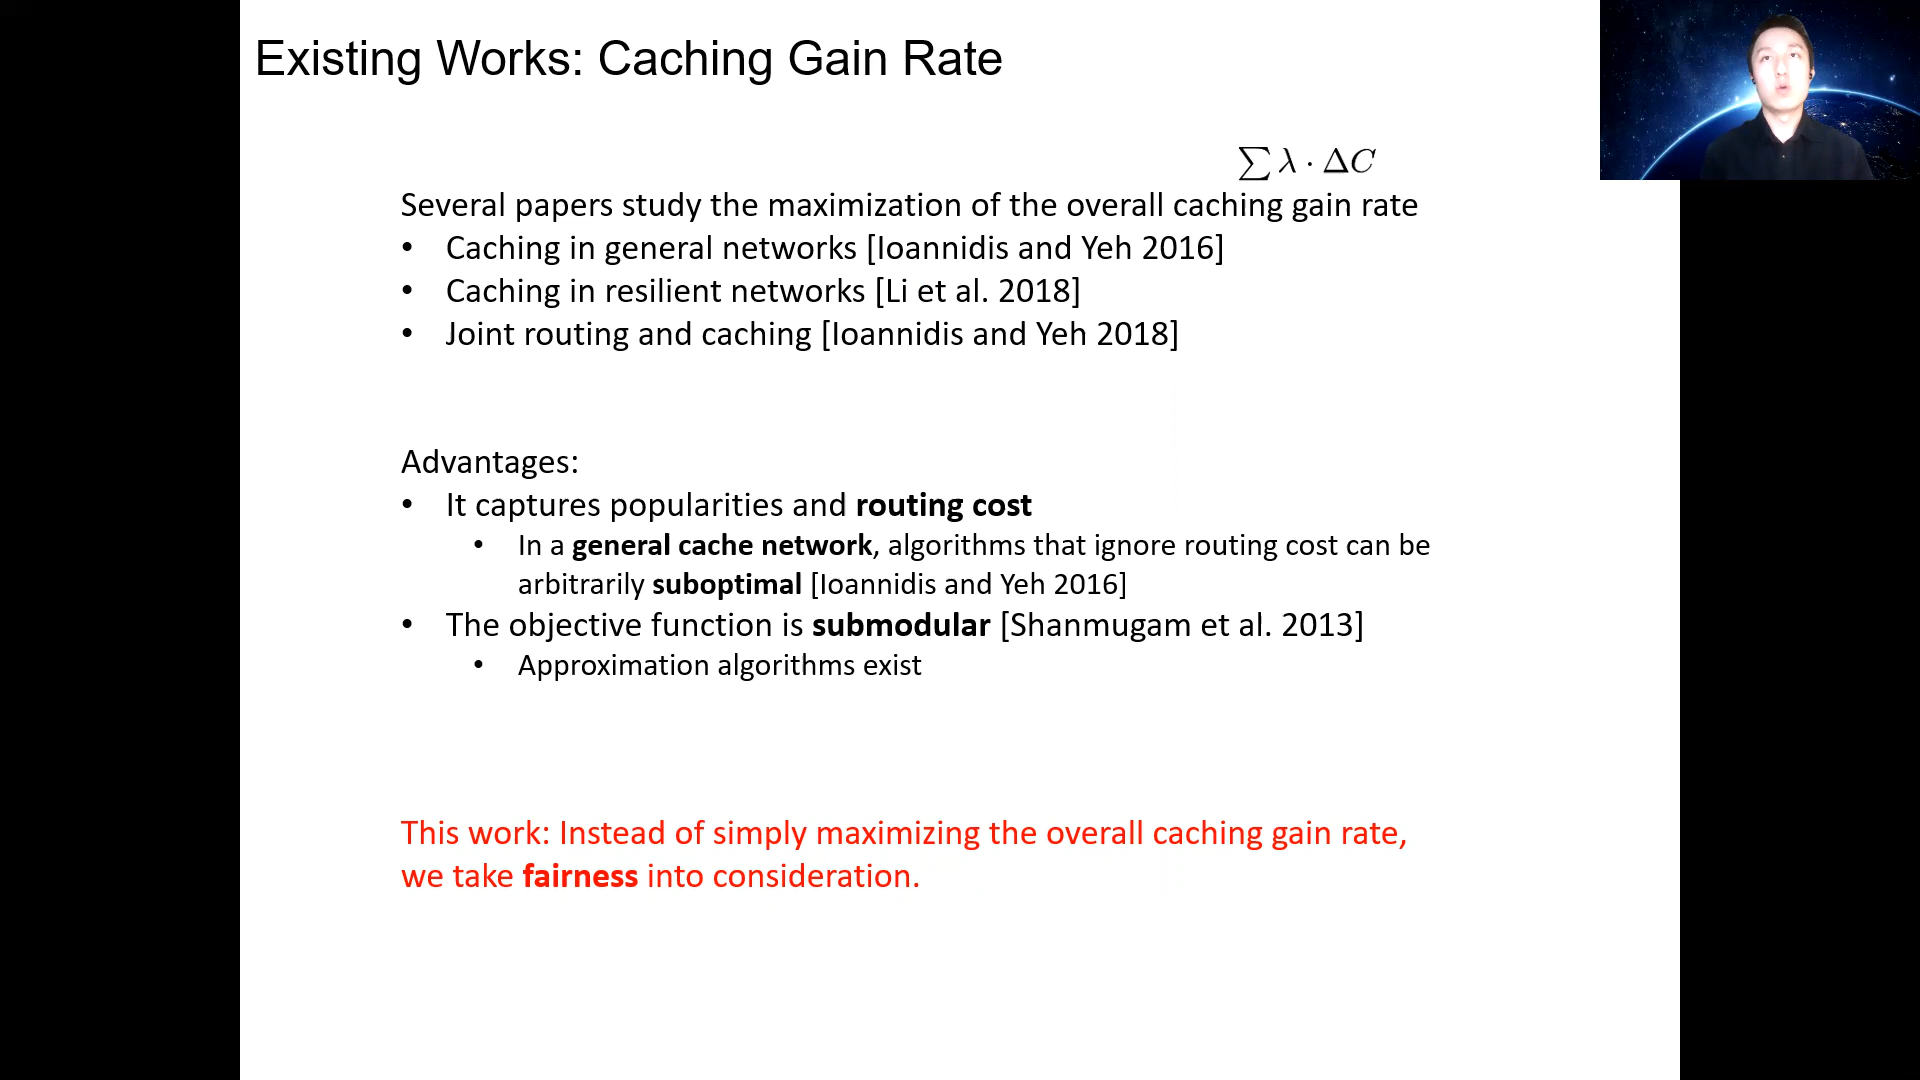 Existing Works: Caching Gain Rate
∑ λ · ΔC
Several papers study the maximization of the overall caching gain rate
• Caching in general networks [Ioannidis and Yeh 2016]
• Caching in resilient networks [Li et al. 2018]
• Joint routing and caching [Ioannidis and Yeh 2018]
Advantages:
• It captures popularities and routing cost
• In a general cache network, algorithms that ignore routing cost can be
arbitrarily suboptimal [Ioannidis and Yeh 2016]
• The objective function is submodular [Shanmugam et al. 2013]
• Approximation algorithms exist
This work: Instead of simply maximizing the overall caching gain rate,
we take fairness into consideration.